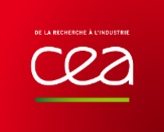 DE LA RECHERCHE À L'INDUSTRIE
cea